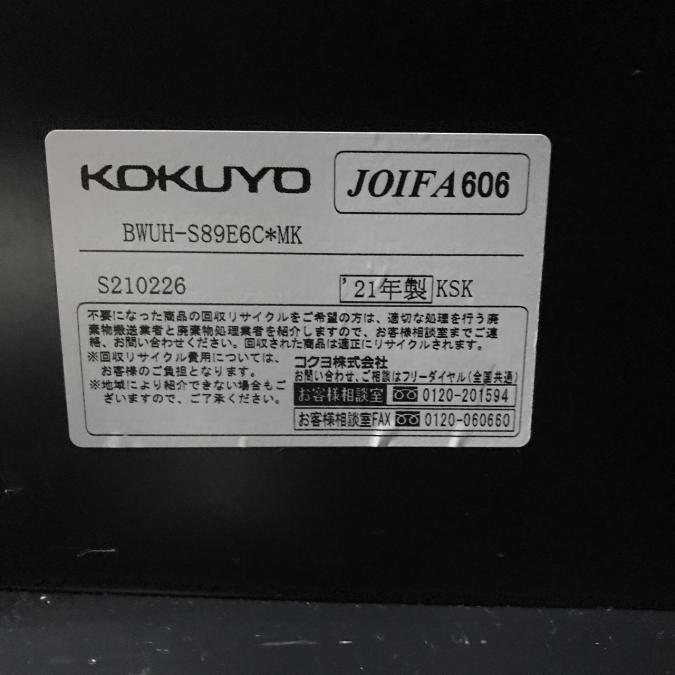 KOKUYO
JOIFA606
BWUH-S89E6C*MK
S210226
'21年製 KSK
不要になった商品の回収リサイクルをご希望の方は、適切な処理を行う廃
棄物搬送業者と廃棄物処理業者を紹介しますので、お客様相談室までご連
絡、お問い合わせください。回収された商品は適正にリサイクルされます。
※回収リサイクル費用については、
お客様のご負担となります。
※地域により紹介できない場合もご
ざいますので、ご了承ください。
コクヨ株式会社
お問い合わせ、ご相談はフリーダイヤル(全国共通)
お客様相談室 0120-201594
お客様相談室FAX 0120-060660